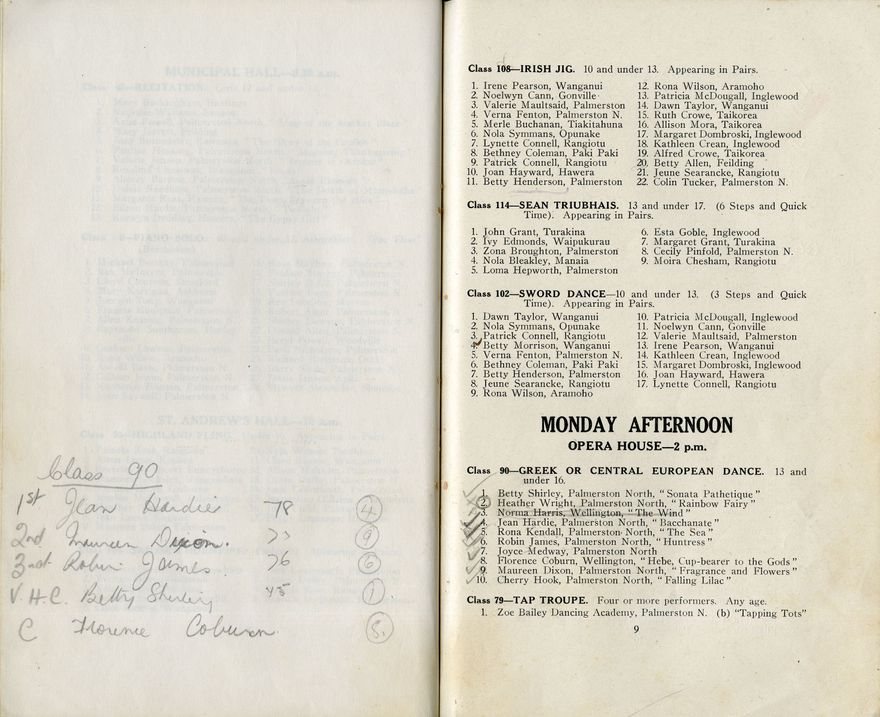 Class 90
1st Jean Hardie 78 4
2nd Maureen Dixon. 9
3rd Robin James 76 6
V.H.C. Betty Shirley 1
C Florence Coburn 8.
Class 108—IRISH JIG. 10 and under 13. Appearing in Pairs.
1. Irene Pearson, Wanganui
2. Noelwyn Cann, Gonville
3. Valerie Maultsaid, Palmerston
4. Verna Fenton, Palmerston N.
5. Merle Buchanan, Tiakitahuna
6. Nola Symmans, Opunake
7. Lynette Connell, Rangiotu
8. Bethney Coleman, Paki Paki
9. Patrick Connell, Rangiotu
10. Joan Hayward, Hawera
11. Betty Henderson, Palmerston
12. Rona Wilson, Aramoho
13. Patricia McDougall, Inglewood
14. Dawn Taylor, Wanganui
15. Ruth Crowe, Taikorea
16. Allison Mora, Taikorea
17. Margaret Dombroski, Inglewood
18. Kathleen Crean, Inglewood
19. Alfred Crowe, Taikorea
20. Betty Allen, Feilding
21. Jeune Searancke, Rangiotu
22. Colin Tucker, Palmerston N.
Class 114—SEAN TRIUBHAIS. 13 and under 17. (6 Steps and Quick
Time). Appearing in Pairs.
1. John Grant, Turakina
2. Ivy Edmonds, Waipukurau
3. Zona Broughton, Palmerston
4. Nola Bleakley, Manaia
5. Loma Hepworth, Palmerston
6. Esta Goble, Inglewood
7. Margaret Grant, Turakina
8. Cecily Pinfold, Palmerston N.
9. Moira Chesham, Rangiotu
Class 102—SWORD DANCE—10 and under 13. (3 Steps and Quick
Time). Appearing in Pairs.
1. Dawn Taylor, Wanganui
2. Nola Symmans, Opunake
3. Patrick Connell, Rangiotu
4. Betty Morrison, Wanganui
5. Verna Fenton, Palmerston N.
6. Bethney Coleman, Paki Paki
7. Betty Henderson, Palmerston
8. Jeune Searancke, Rangiotu
9. Rona Wilson, Aramoho
10. Patricia McDougall, Inglewood
11. Noelwyn Cann, Gonville
12. Valerie Maultsaid, Palmerston
13. Irene Pearson, Wanganui
14. Kathleen Crean, Inglewood
15. Margaret Dombroski, Inglewood
16. Joan Hayward, Hawera
17. Lynette Connell, Rangiotu
MONDAY AFTERNOON
OPERA HOUSE—2 p.m.
Class 90—GREEK OR CENTRAL EUROPEAN DANCE. 13 and
under 16.
1. Betty Shirley, Palmerston North, "Sonata Pathetique"
2. Heather Wright, Palmerston North, "Rainbow Fairy"
3. Norma Harris, Wellington, "The Wind"
4. Jean Hardie, Palmerston North, "Bacchanate"
5. Rona Kendall, Palmerston North, "The Sea"
6. Robin James, Palmerston North, "Huntress"
7. Joyce Medway, Palmerston North
8. Florence Coburn, Wellington, "Hebe, Cup-bearer to the Gods"
9. Maureen Dixon, Palmerston North, "Fragrance and Flowers"
10. Cherry Hook, Palmerston North, "Falling Lilac"
Class 79—TAP TROUPE. Four or more performers. Any age.
1. Zoe Bailey Dancing Academy, Palmerston N. (b) "Tapping Tots"
9